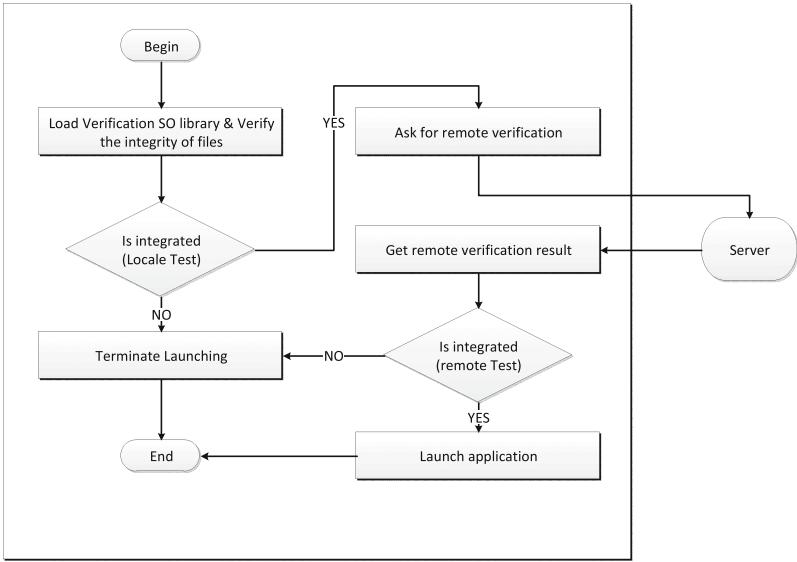 Begin
Load Verification SO library & Verify
the integrity of files
YES
Ask for remote verification
Is integrated
(Locale Test)
Get remote verification result
Server
NO
Terminate Launching
NO
Is integrated
(remote Test)
YES
End
Launch application